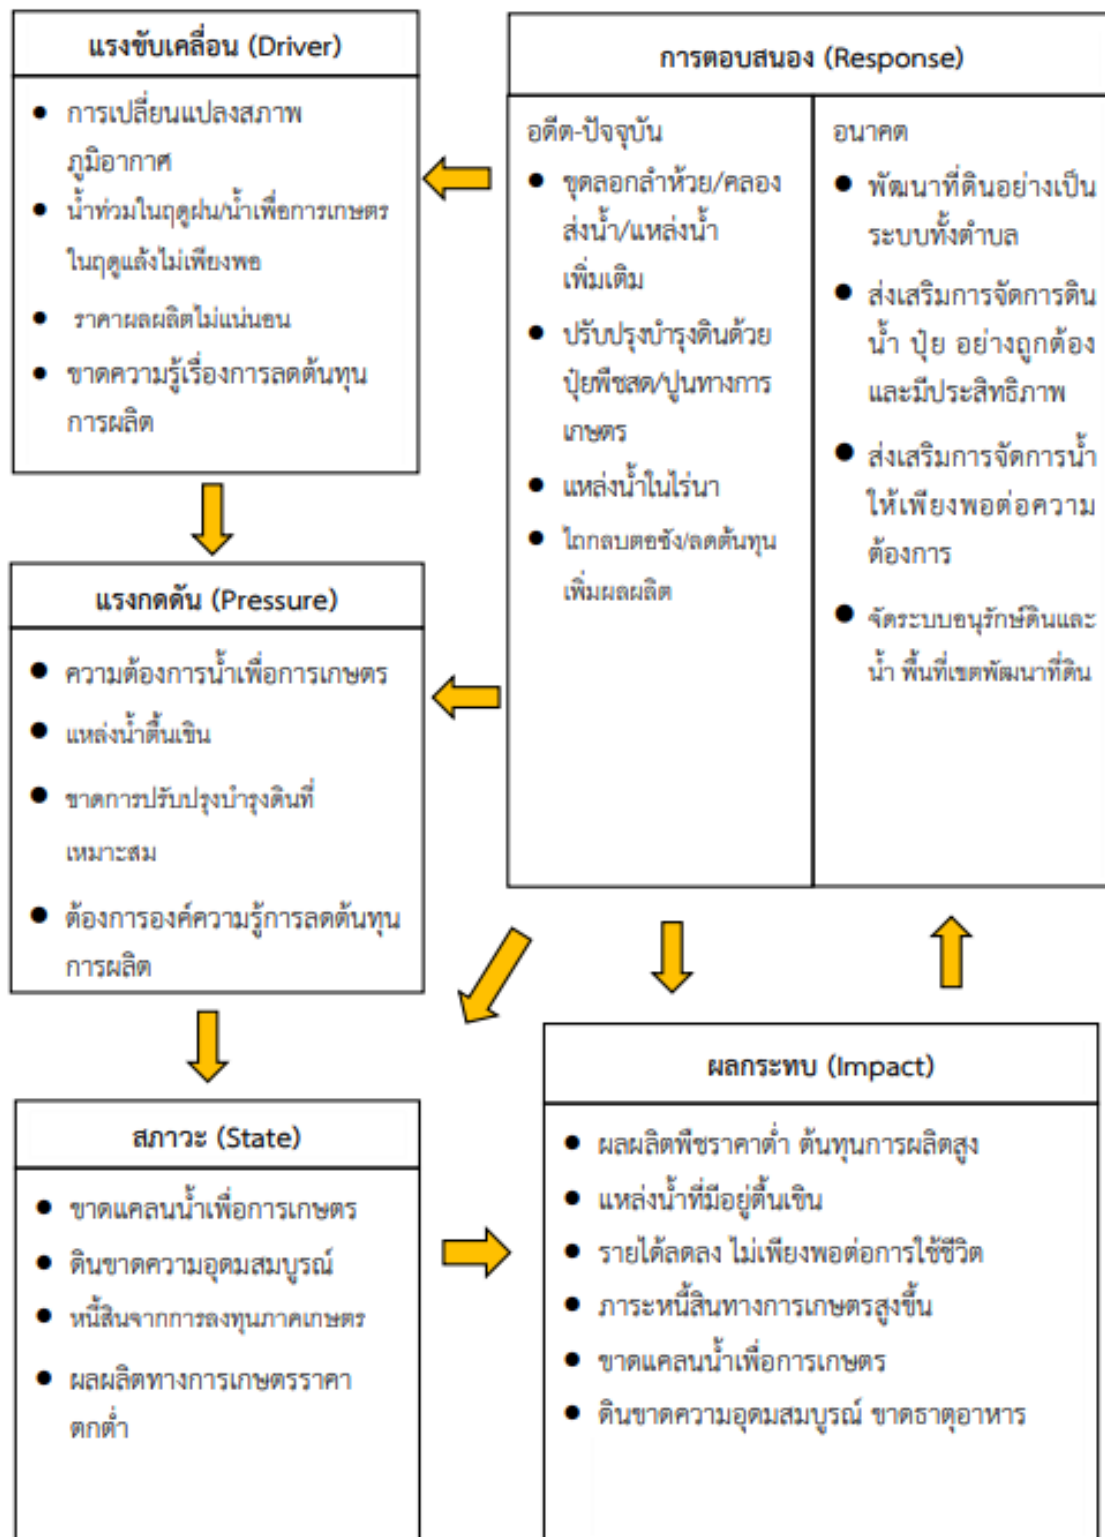 แรงขับเคลื่อน (Driver)
● การเปลี่ยนแปลงสภาพ
ภูมิอากาศ
● น้ำท่วมในฤดูฝน/น้ำเพื่อการเกษตร
ในฤดูแล้งไม่เพียงพอ
● ราคาผลผลิตไม่แน่นอน
● ขาดความรู้เรื่องการลดต้นทุน
การผลิต
การตอบสนอง (Response)
อดีต-ปัจจุบัน
● ขุดลอกลำห้วย/คลอง
ส่งน้ำ/แหล่งน้ำ
เพิ่มเติม
● ปรับปรุงบำรุงดินด้วย
ปุ๋ยพืชสด/ปูนทางการ
เกษตร
● แหล่งน้ำในไร่นา
● ไถกลบตอซัง/ลดต้นทุน
เพิ่มผลผลิต
อนาคต
● พัฒนาที่ดินอย่างเป็น
ระบบทั้งตำบล
● ส่งเสริมการจัดการดิน
น้ำ ปุ๋ย อย่างถูกต้อง
และมีประสิทธิภาพ
● ส่งเสริมการจัดการน้ำ
ให้เพียงพอต่อความ
ต้องการ
● จัดระบบอนุรักษ์ดินและ
น้ำ พื้นที่เขตพัฒนาที่ดิน
แรงกดดัน (Pressure)
● ความต้องการน้ำเพื่อการเกษตร
● แหล่งน้ำตื้นเขิน
● ขาดการปรับปรุงบำรุงดินที่
เหมาะสม
● ต้องการองค์ความรู้การลดต้นทุน
การผลิต
สภาวะ (State)
● ขาดแคลนน้ำเพื่อการเกษตร
● ดินขาดความอุดมสมบูรณ์
● หนี้สินจากการลงทุนภาคเกษตร
● ผลผลิตทางการเกษตรราคา
ตกต่ำ
ผลกระทบ (Impact)
● ผลผลิตพืชราคาต่ำ ต้นทุนการผลิตสูง
● แหล่งน้ำที่มีอยู่ตื้นเขิน
● รายได้ลดลง ไม่เพียงพอต่อการใช้ชีวิต
● ภาระหนี้สินทางการเกษตรสูงขึ้น
● ขาดแคลนน้ำเพื่อการเกษตร
● ดินขาดความอุดมสมบูรณ์ ขาดธาตุอาหาร